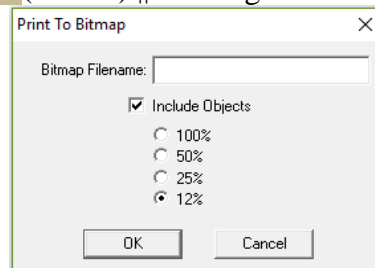 Print To Bitmap
Bitmap Filename:
Include Objects
100%
50%
25%
12%
OK Cancel